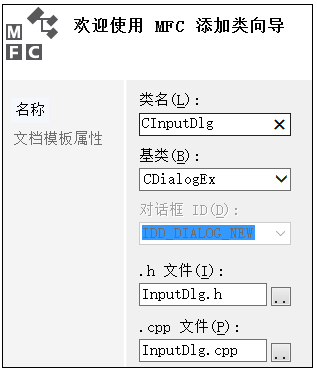 MFC
欢迎使用 MFC 添加类向导
名称
文档模板属性
类名(L):
CInputDlg
基类(B):
CDialogEx
对话框 ID(D):
IDD_DIALOG_NEW
.h 文件(I):
InputDlg.h
..
.cpp 文件(P):
InputDlg.cpp
..